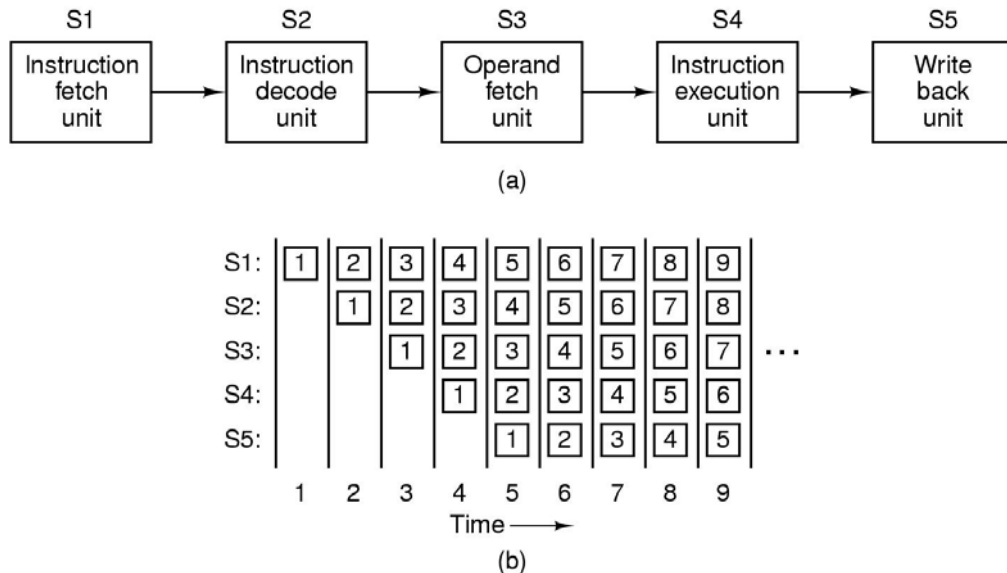 S1 S2 S3 S4 S5
Instruction fetch unit
Instruction decode unit
Operand fetch unit
Instruction execution unit
Write back unit
(a)
S1: 1 2 3 4 5 6 7 8 9
S2: 1 2 3 4 5 6 7 8
S3: 1 2 3 4 5 6 7 ...
S4: 1 2 3 4 5 6
S5: 1 2 3 4 5
1 2 3 4 5 6 7 8 9
Time
(b)